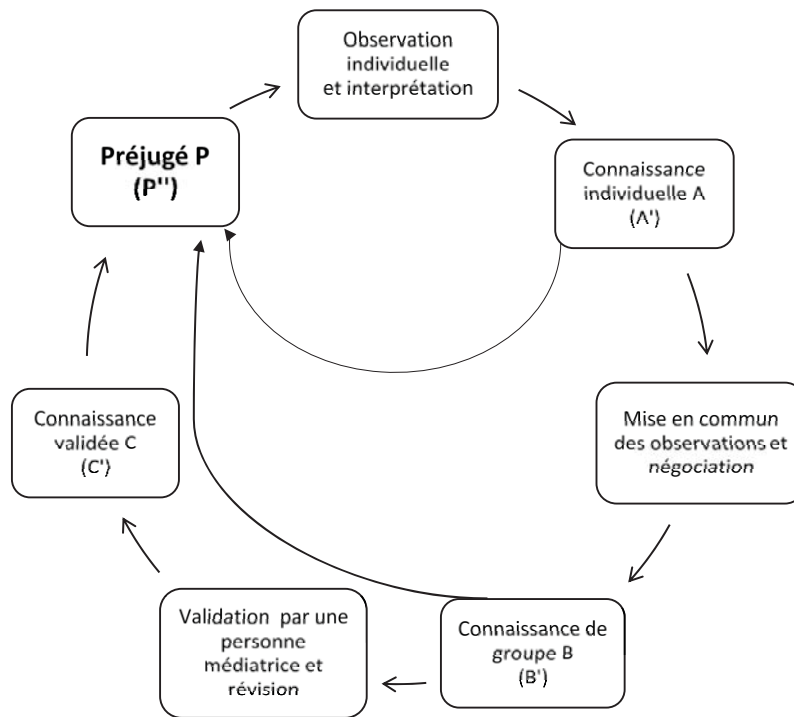 Observation
individuelle
et interprétation
Préjugé P
(P'')
Connaissance
individuelle A
(A')
Mise en commun
des observations et
négociation
Connaissance de
groupe B
(B')
Validation par une
personne
médiatrice et
révision
Connaissance
validée C
(C')